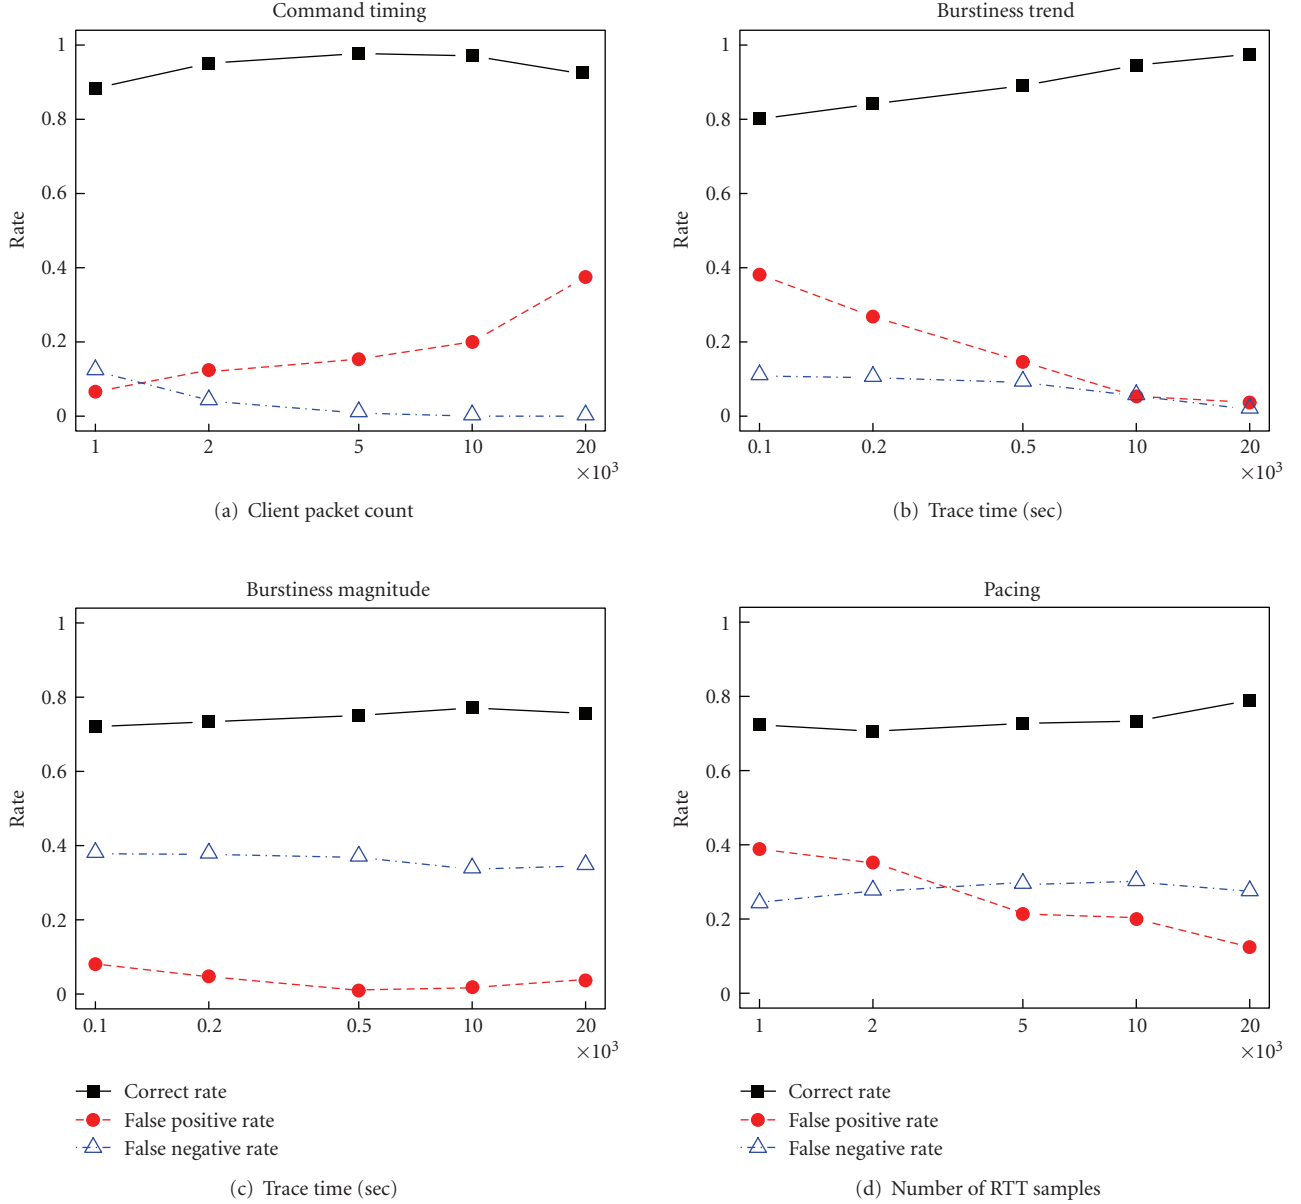 Command timing
Rate
1
0.8
0.6
0.4
0.2
0
1 2 5 10 20
×10³
(a) Client packet count
Burstiness trend
Rate
1
0.8
0.6
0.4
0.2
0
0.1 0.2 0.5 10 20
×10³
(b) Trace time (sec)
Burstiness magnitude
Rate
1
0.8
0.6
0.4
0.2
0
0.1 0.2 0.5 10 20
×10³
Correct rate
False positive rate
False negative rate
(c) Trace time (sec)
Pacing
Rate
1
0.8
0.6
0.4
0.2
0
1 2 5 10 20
×10³
Correct rate
False positive rate
False negative rate
(d) Number of RTT samples